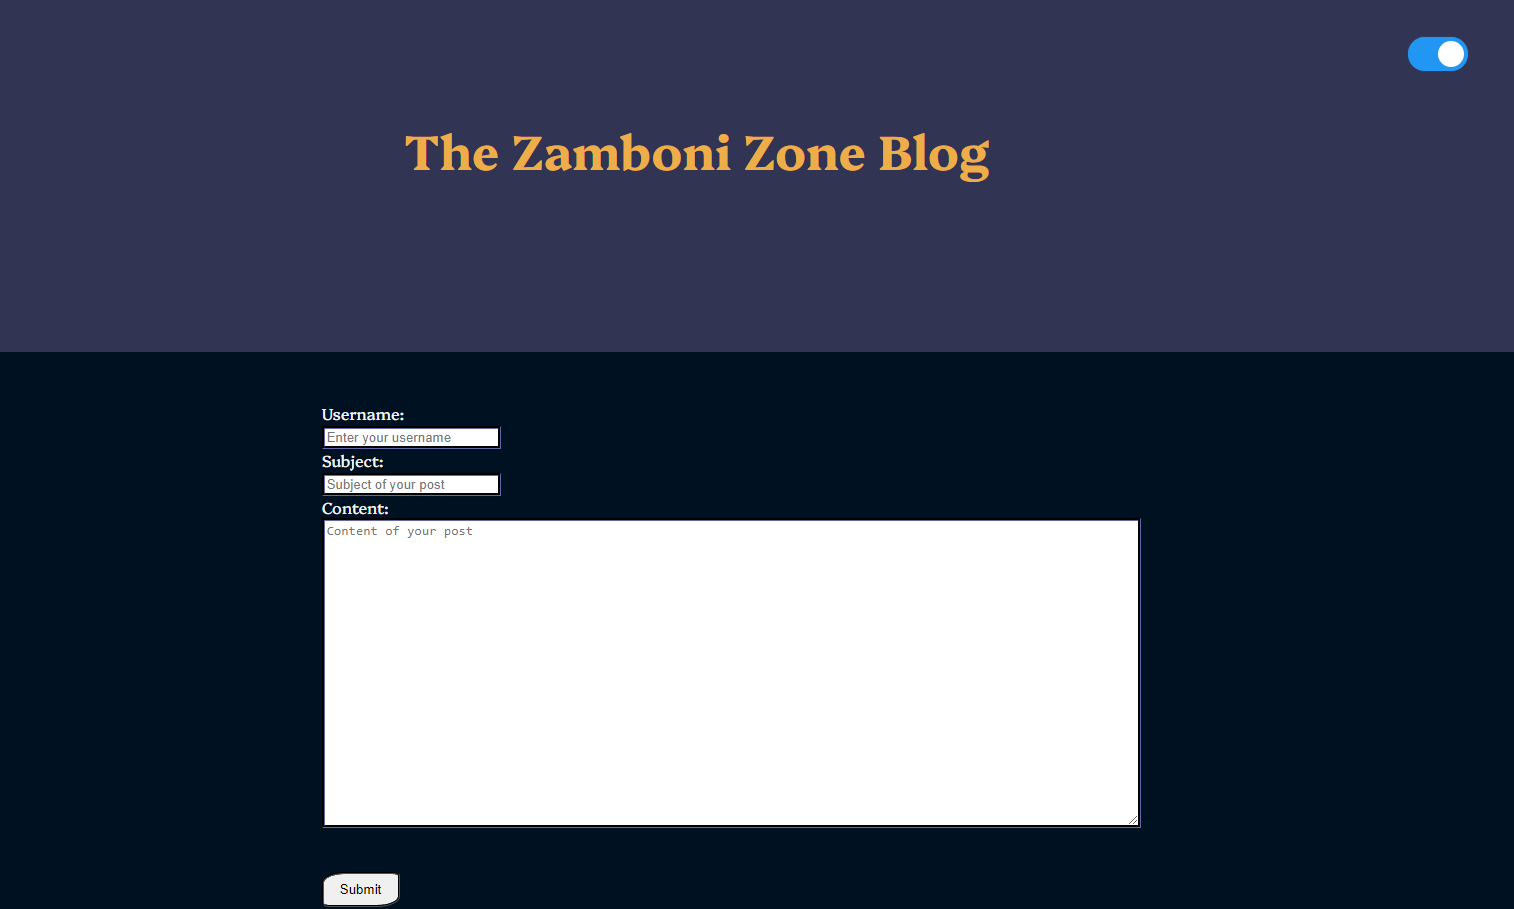 The Zamboni Zone Blog
Username:
Enter your username
Subject:
Subject of your post
Content:
Content of your post
Submit